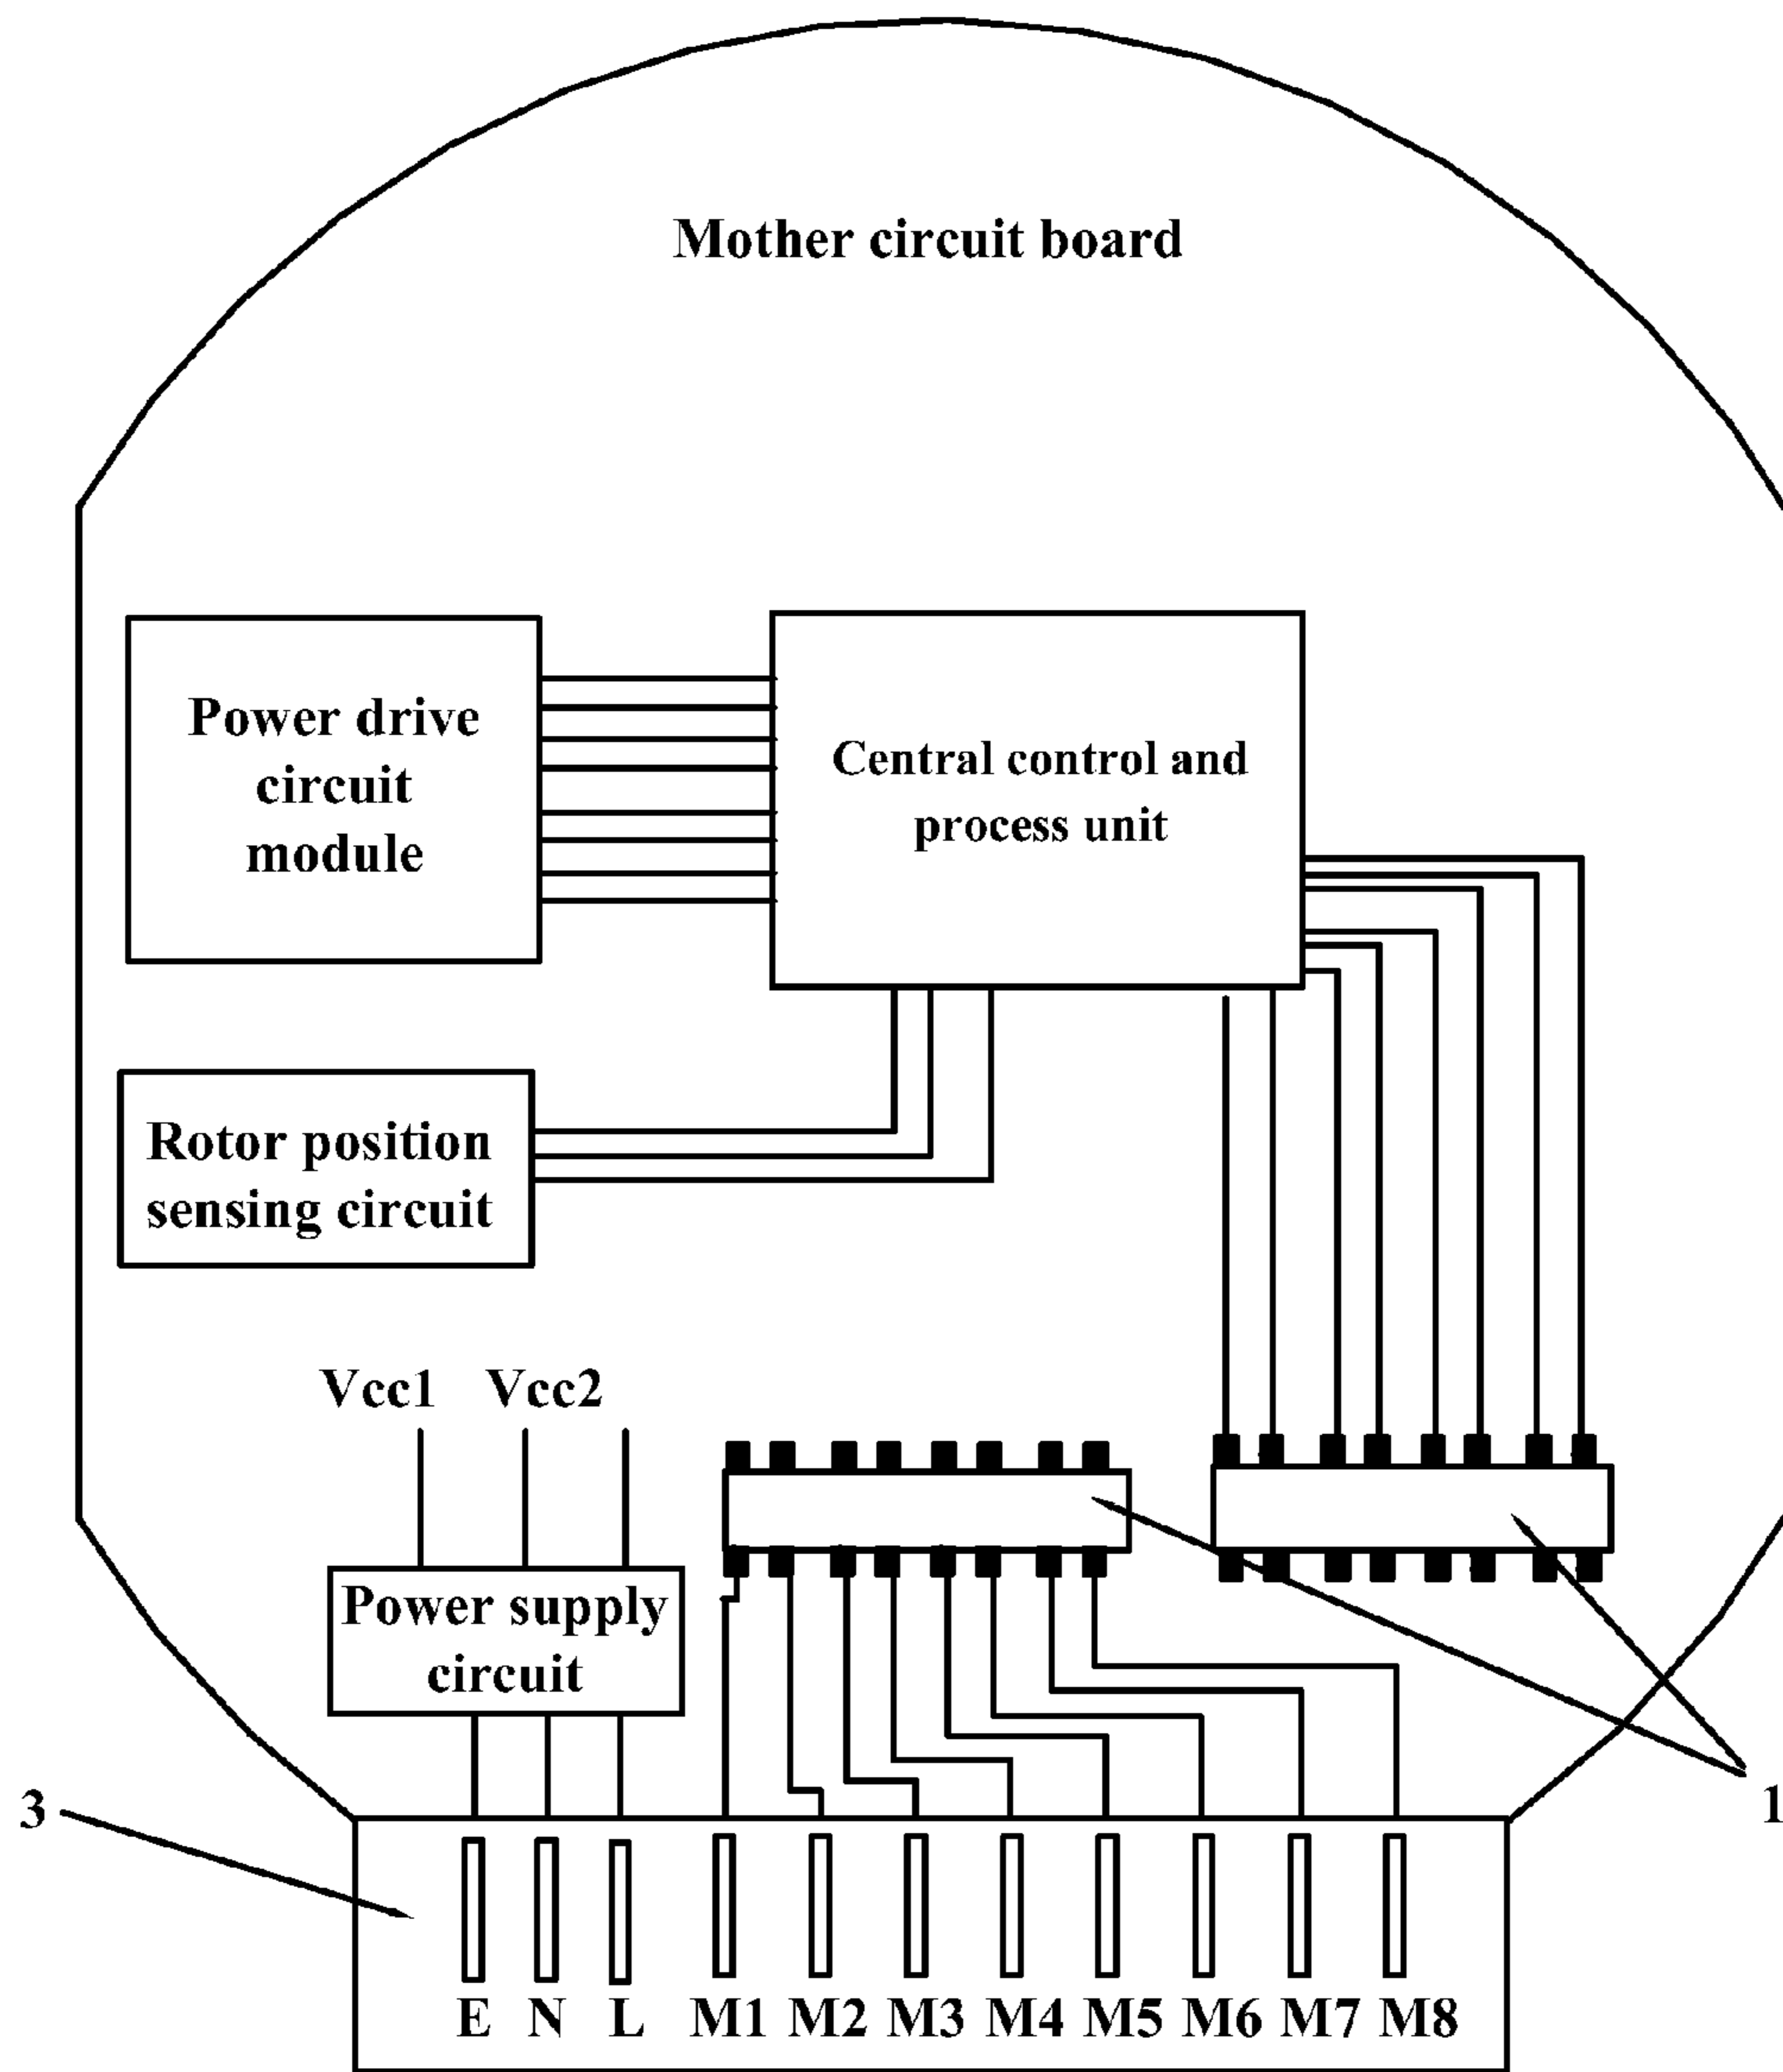 Mother circuit board
Power drive
circuit
module
Central control and
process unit
Rotor position
sensing circuit
Vcc1 Vcc2
Power supply
circuit
3
1
E N L M1 M2 M3 M4 M5 M6 M7 M8